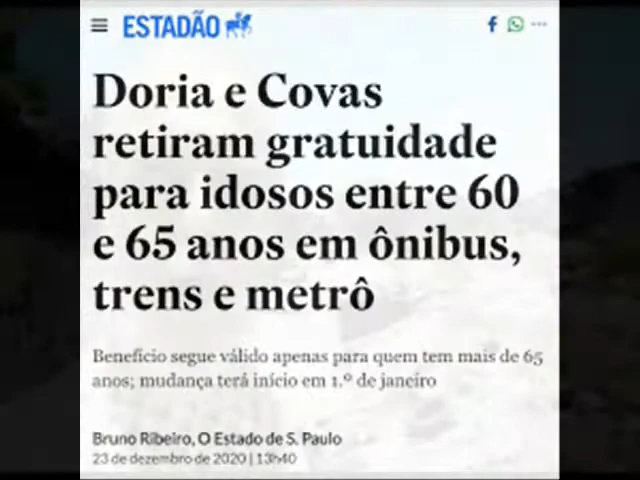 ESTADÃO
Doria e Covas
retiram gratuidade
para idosos entre 60
e 65 anos em ônibus,
trens e metrô
Benefício segue válido apenas para quem tem mais de 65
anos; mudança terá início em 1.º de janeiro
Bruno Ribeiro, O Estado de S. Paulo
23 de dezembro de 2020 | 13h40